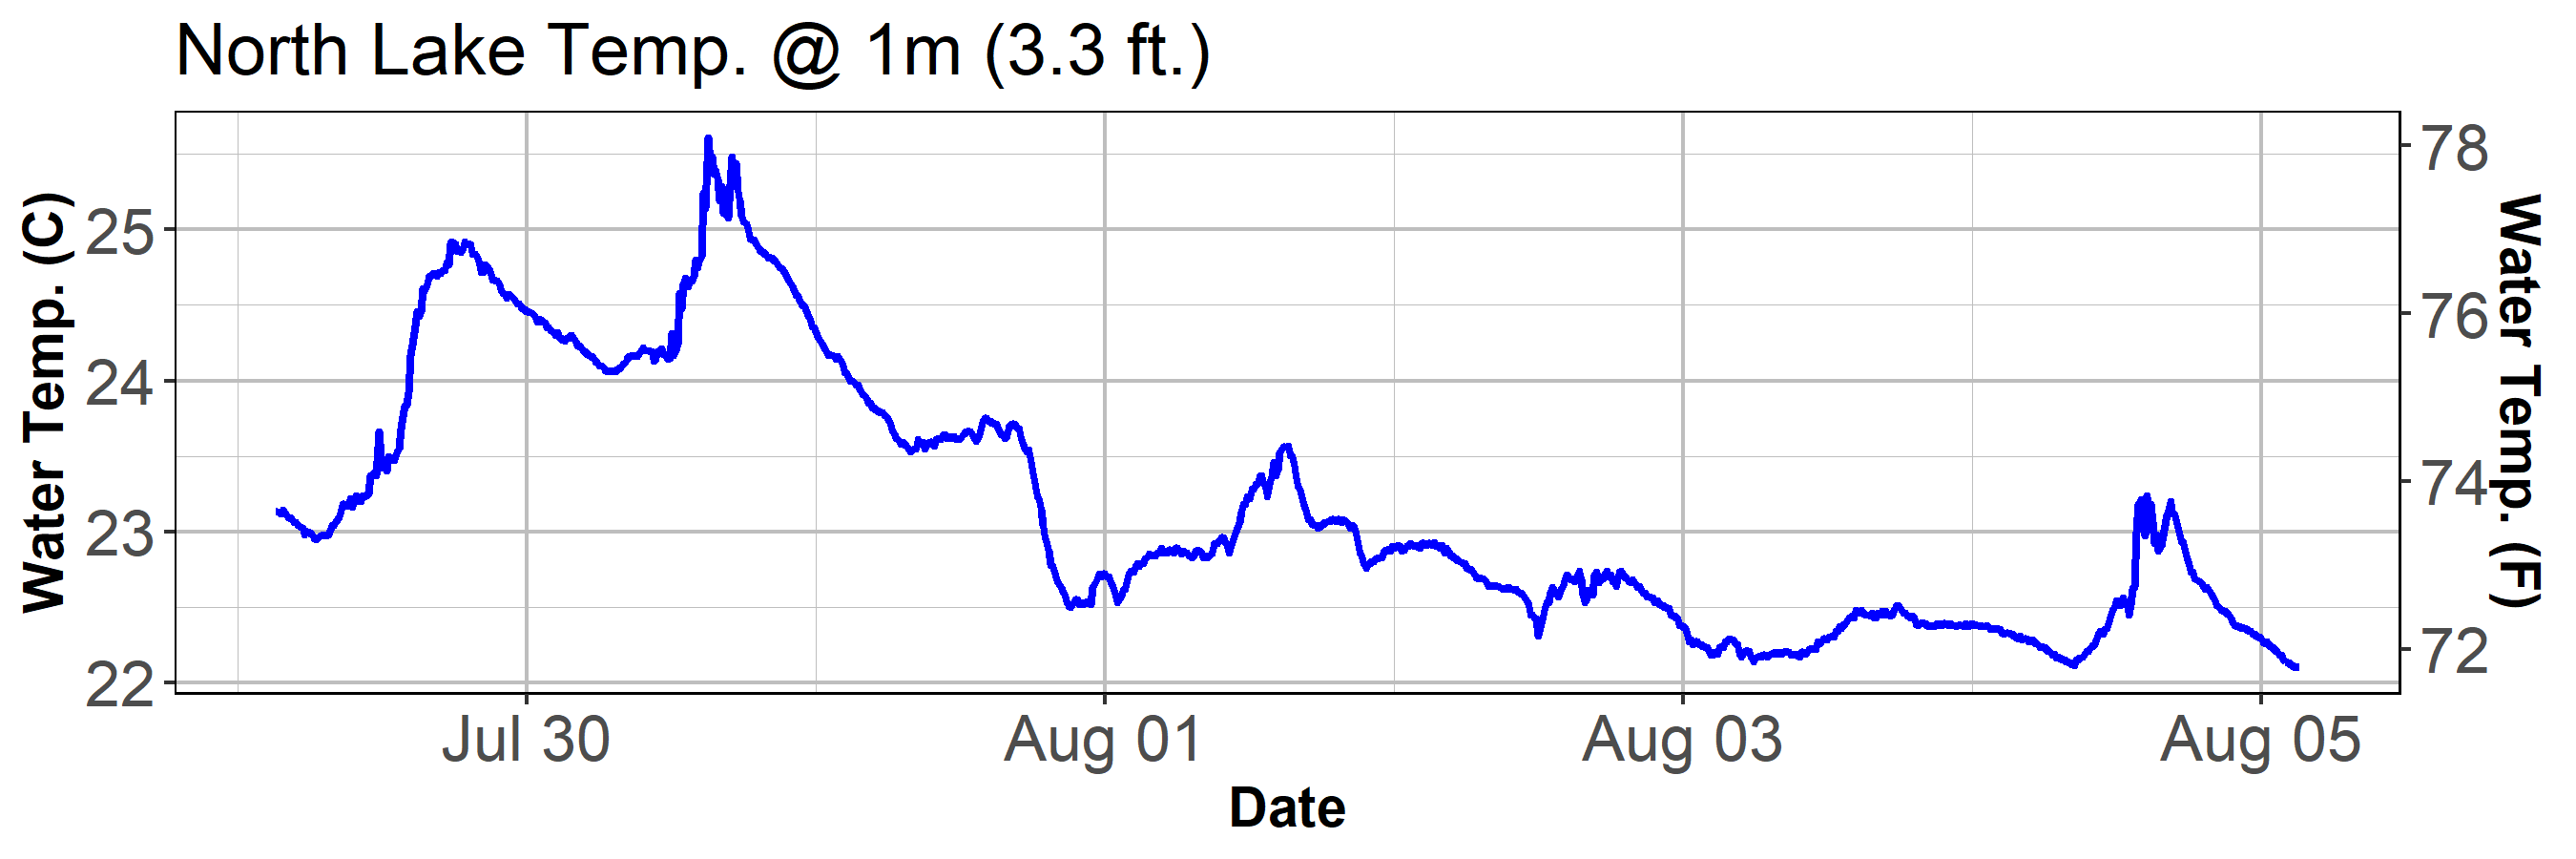 North Lake Temp. @ 1m (3.3 ft.)
Water Temp. (C)
25
24
23
22
78
76
74
72
Water Temp. (F)
Jul 30
Aug 01
Aug 03
Aug 05
Date